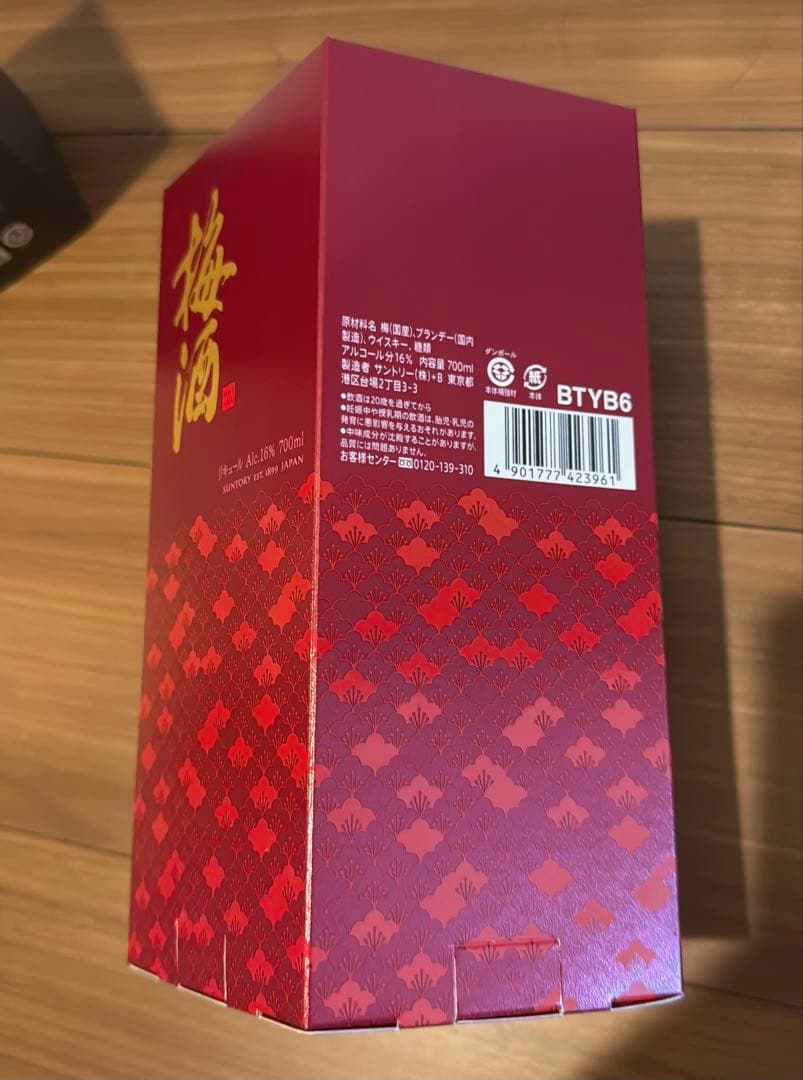 梅酒
リキュール Alc.16% 700ml
SUNTORY EST. 1899 JAPAN
原材料名 梅(国産)、ブランデー(国内
製造)、ウイスキー、糖類
アルコール分16% 内容量700ml
製造者 サントリー(株)+B 東京都
港区台場2丁目3-3
●飲酒は20歳を過ぎてから
●妊娠中や授乳期の飲酒は、胎児・乳児の
発育に悪影響を与えるおそれがあります。
●中味成分が沈殿することがありますが、
品質には問題ありません。
お客様センター 0120-139-310
ダンボール
本体補強材
紙
本体
BTYB6
4 901777 423961